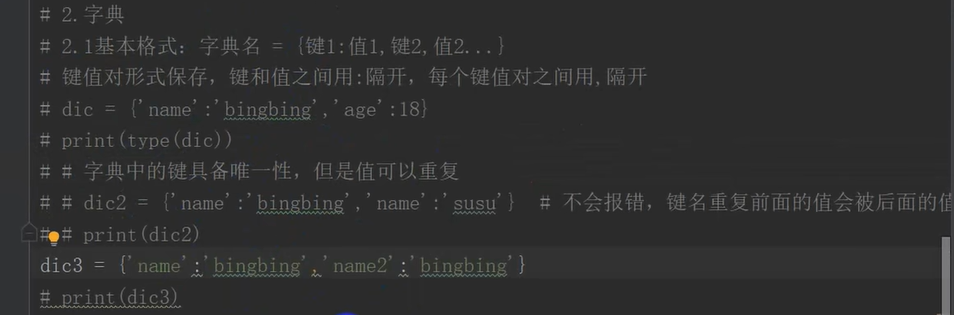 # 2.字典
# 2.1基本格式：字典名 = {键1:值1,键2,值2...}
# 键值对形式保存，键和值之间用:隔开，每个键值对之间用,隔开
# dic = {'name':'bingbing','age':18}
# print(type(dic))
# # 字典中的键具备唯一性，但是值可以重复
# # dic2 = {'name':'bingbing','name':'susu'}  # 不会报错，键名重复前面的值会被后面的值
# # print(dic2)
dic3 = {'name':'bingbing','name2':'bingbing'}
# print(dic3)